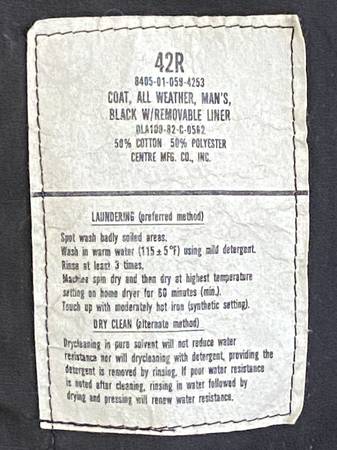 42R
8405-01-059-4253
COAT, ALL WEATHER, MAN'S,
BLACK W/REMOVABLE LINER
DLA100-82-C-0562
50% COTTON 50% POLYESTER
CENTRE MFG. CO., INC.
LAUNDERING (preferred method)
Spot wash badly soiled areas.
Wash in warm water (115 ± 5°F) using mild detergent.
Rinse at least 3 times.
Machine spin dry and then dry at highest temperature
setting on home dryer for 60 minutes (min.).
Touch up with moderately hot iron (synthetic setting).
DRY CLEAN (alternate method)
Drycleaning in pure solvent will not reduce water
resistance nor will drycleaning with detergent, providing the
detergent is removed by rinsing. If poor water resistance
is noted after cleaning, rinsing in water followed by
drying and pressing will renew water resistance.